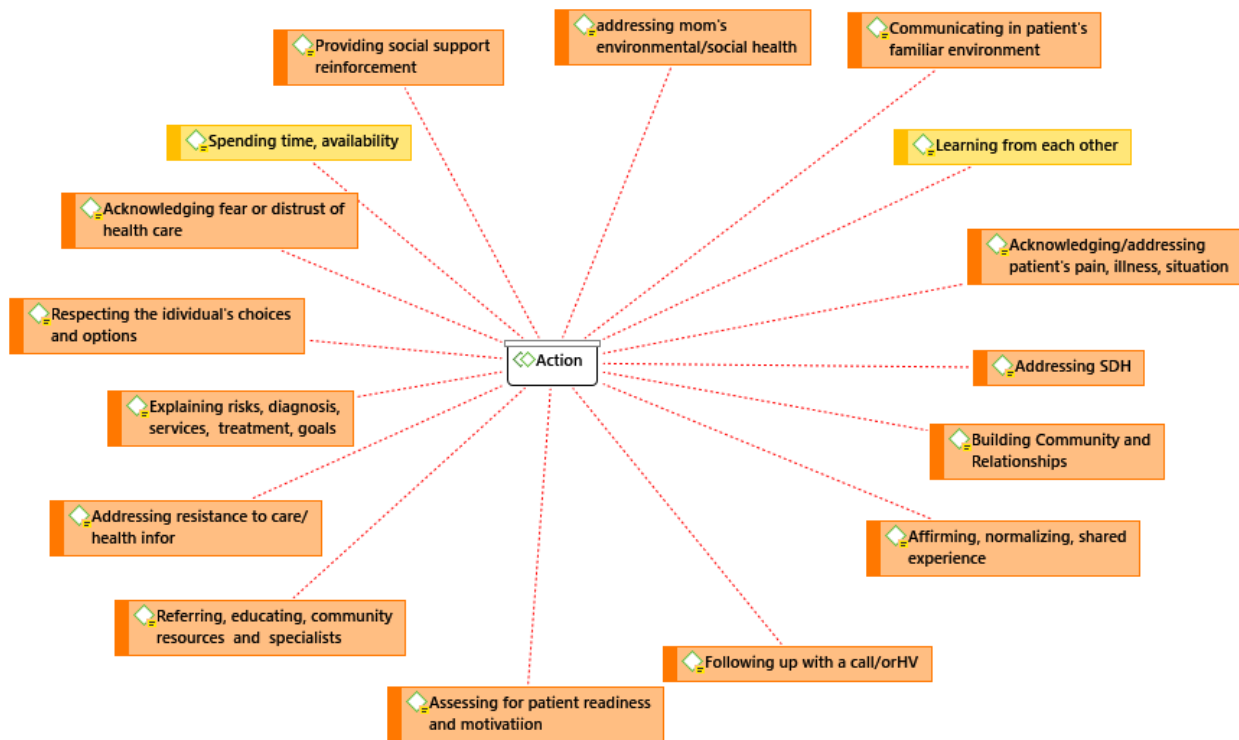 Providing social support
reinforcement
addressing mom's
environmental/social health
Communicating in patient's
familiar environment
Spending time, availability
Learning from each other
Acknowledging fear or distrust of
health care
Acknowledging/addressing
patient's pain, illness, situation
Respecting the idividual's choices
and options
Action
Addressing SDH
Explaining risks, diagnosis,
services,  treatment, goals
Building Community and
Relationships
Addressing resistance to care/
health infor
Affirming, normalizing, shared
experience
Referring, educating, community
resources  and  specialists
Following up with a call/orHV
Assessing for patient readiness
and motivatiion